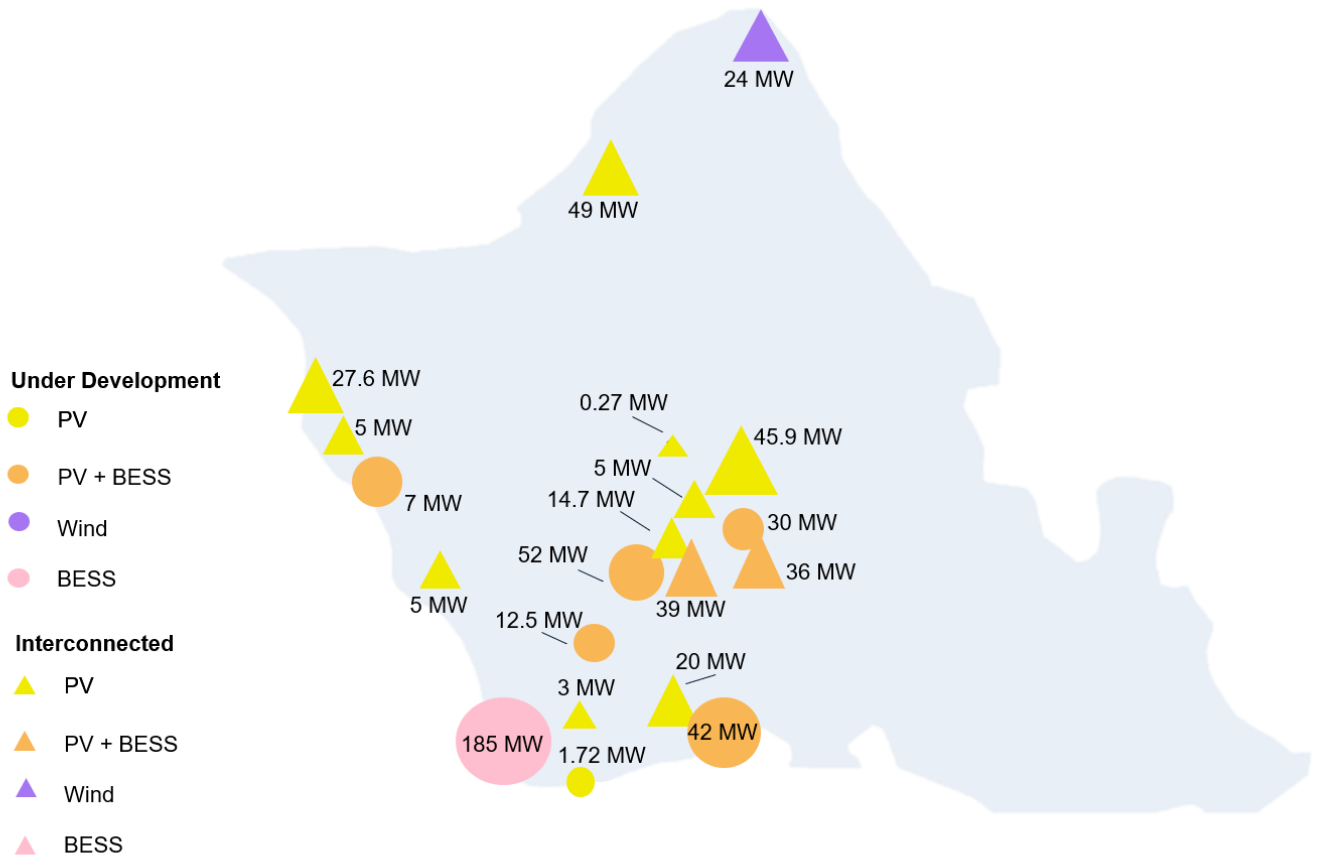 24 MW
49 MW
27.6 MW
5 MW
7 MW
5 MW
0.27 MW
45.9 MW
5 MW
14.7 MW
30 MW
52 MW
36 MW
39 MW
12.5 MW
20 MW
3 MW
42 MW
185 MW
1.72 MW
Under Development
PV
PV + BESS
Wind
BESS
Interconnected
PV
PV + BESS
Wind
BESS